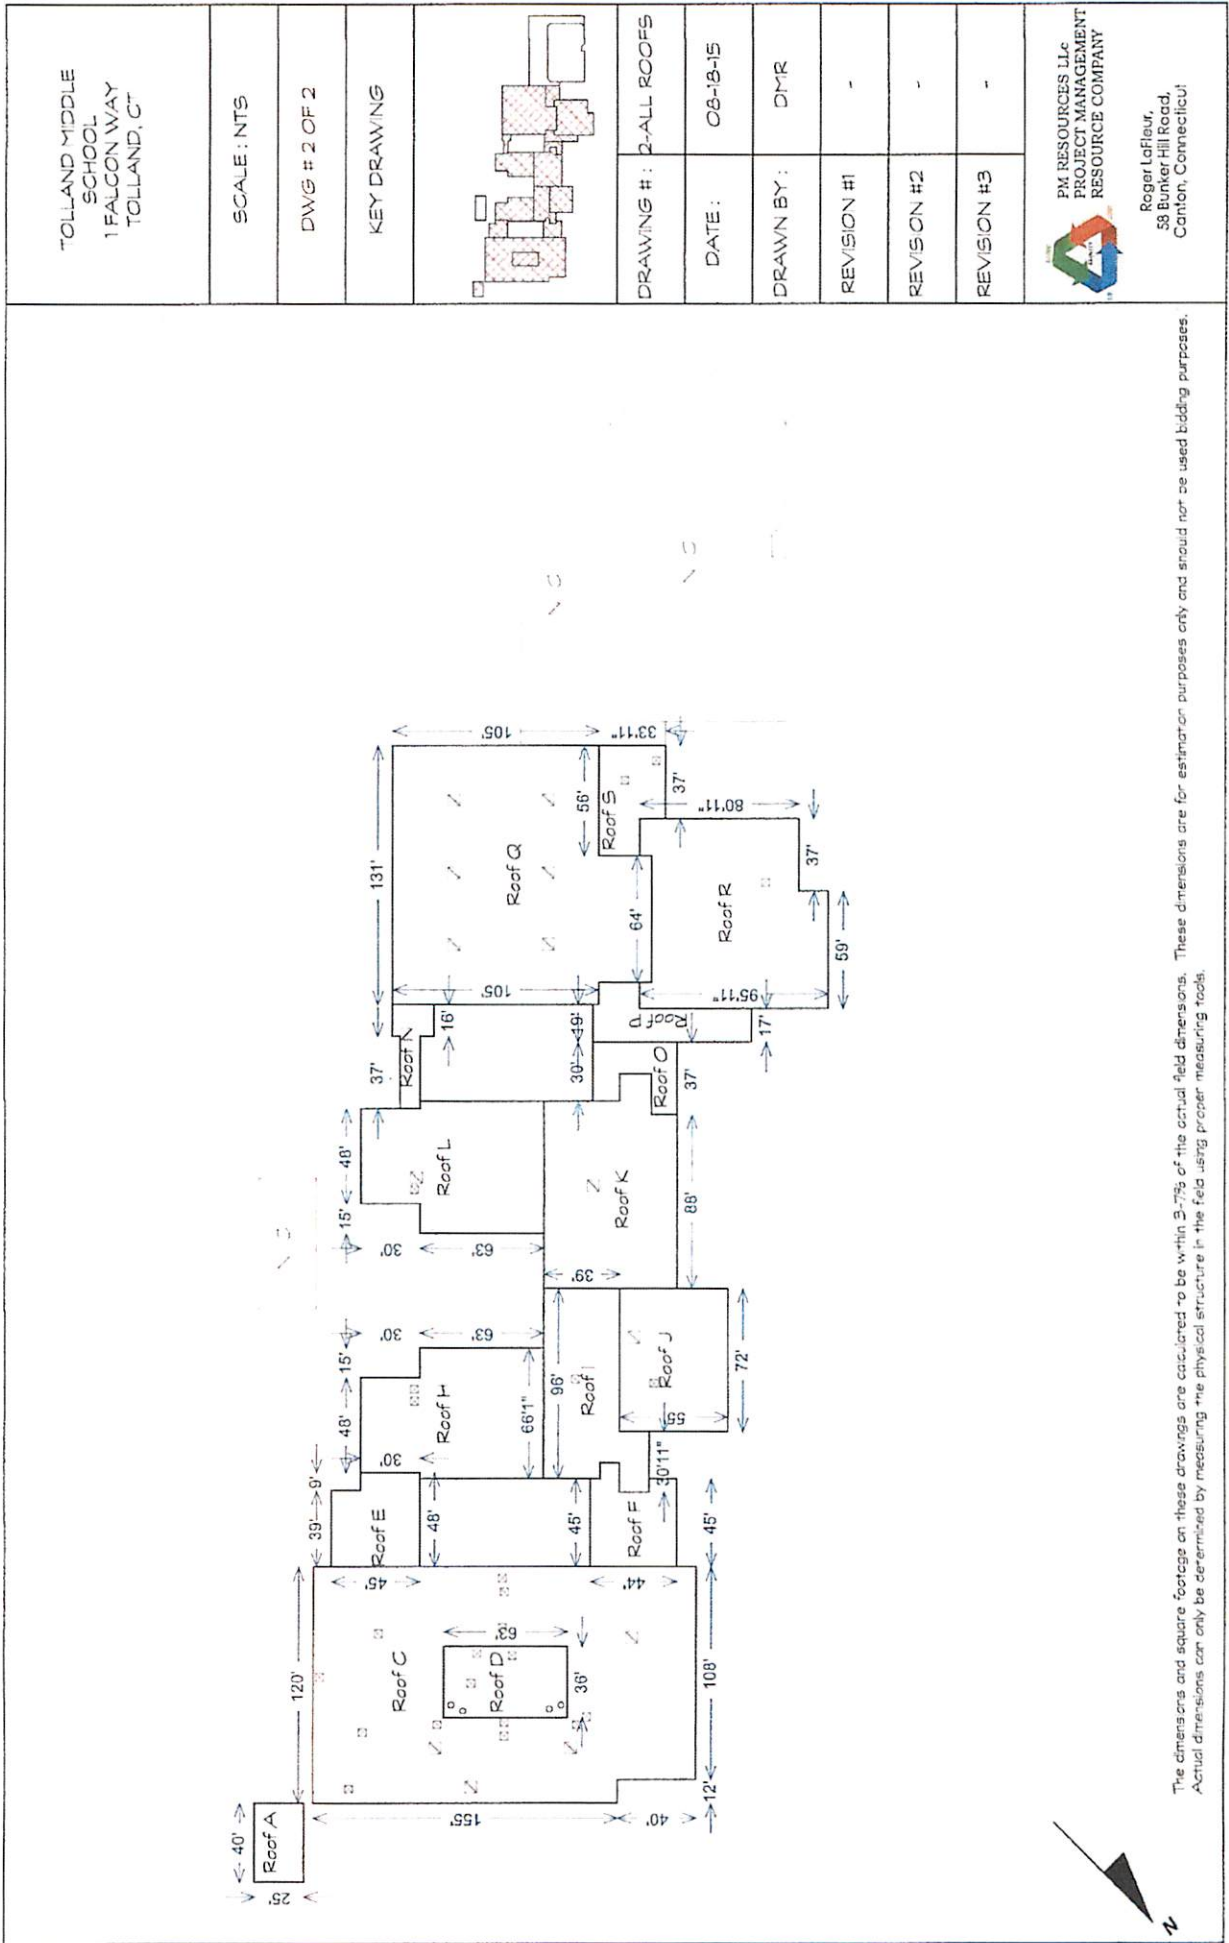 TOLLAND MIDDLE
SCHOOL
1 FALCON WAY
TOLLAND, CT
SCALE : NTS
DWG # 2 OF 2
KEY DRAWING
DRAWING # : 2-ALL ROOFS
DATE : 08-18-15
DRAWN BY : DMR
REVISION #1 -
REVISION #2 -
REVISION #3 -
PM RESOURCES LLc
PROJECT MANAGEMENT
RESOURCE COMPANY
Roger LaFleur,
58 Bunker Hill Road,
Canton, Connecticut
40'
25'
Roof A
120'
155'
40'
12'
108'
Roof C
63'
Roof D
36'
45'
44'
39'
9'
Roof E
48'
45'
Roof F
45'
30'11"
48'
15'
30'
30'
63'
Roof H
66'1"
96'
Roof I
55'
Roof J
72'
39'
15'
48'
30'
63'
Roof L
Roof K
88'
37'
Roof N
16'
30'
19'
Roof O
37'
Roof P
17'
131'
105'
105'
Roof Q
56'
64'
33'11"
Roof S
37'
80'11"
Roof R
95'11"
37'
59'
N
The dimensions and square footage on these drawings are calculated to be within 3-7% of the actual field dimensions. These dimensions are for estimation purposes only and should not be used bidding purposes.
Actual dimensions can only be determined by measuring the physical structure in the field using proper measuring tools.